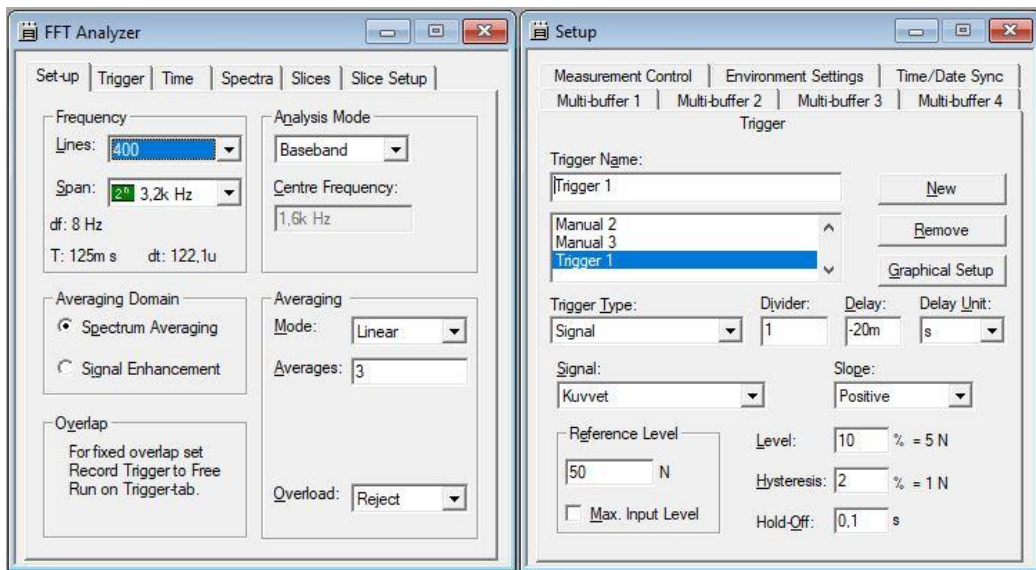 FFT Analyzer
Set-up Trigger Time Spectra Slices Slice Setup
Frequency
Lines: 400
Span: 2ⁿ 3,2k Hz
df: 8 Hz
T: 125m s dt: 122,1u
Analysis Mode
Baseband
Centre Frequency:
1,6k Hz
Averaging Domain
Spectrum Averaging
Signal Enhancement
Averaging
Mode: Linear
Averages: 3
Overload: Reject
Overlap
For fixed overlap set
Record Trigger to Free
Run on Trigger-tab.
Setup
Measurement Control Environment Settings Time/Date Sync
Multi-buffer 1 Multi-buffer 2 Multi-buffer 3 Multi-buffer 4
Trigger
Trigger Name:
Trigger 1
New
Manual 2
Manual 3
Trigger 1
Remove
Graphical Setup
Trigger Type: Divider: Delay: Delay Unit:
Signal 1 -20m s
Signal: Slope:
Kuvvet Positive
Reference Level
50 N
Max. Input Level
Level: 10 % = 5 N
Hysteresis: 2 % = 1 N
Hold-Off: 0,1 s